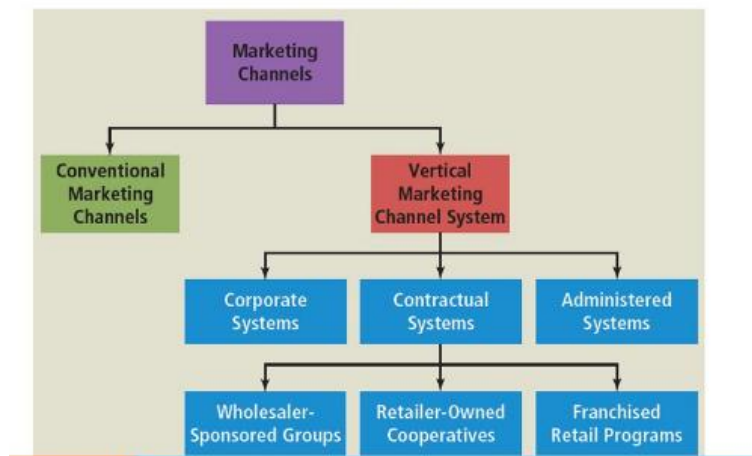 Marketing
Channels
Conventional
Marketing
Channels
Vertical
Marketing
Channel System
Corporate
Systems
Contractual
Systems
Administered
Systems
Wholesaler-
Sponsored Groups
Retailer-Owned
Cooperatives
Franchised
Retail Programs